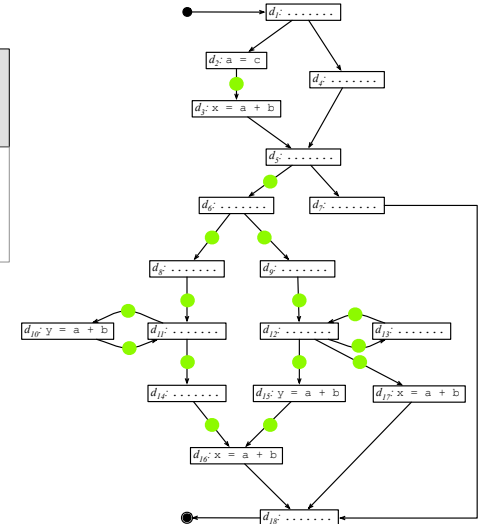 d1: .......
d2: a = c
d4: .......
d3: x = a + b
d5: .......
d6: .......
d7: .......
d8: .......
d9: .......
d10: y = a + b
d11: .......
d12: .......
d13: .......
d14: .......
d15: y = a + b
d17: x = a + b
d16: x = a + b
d18: .......